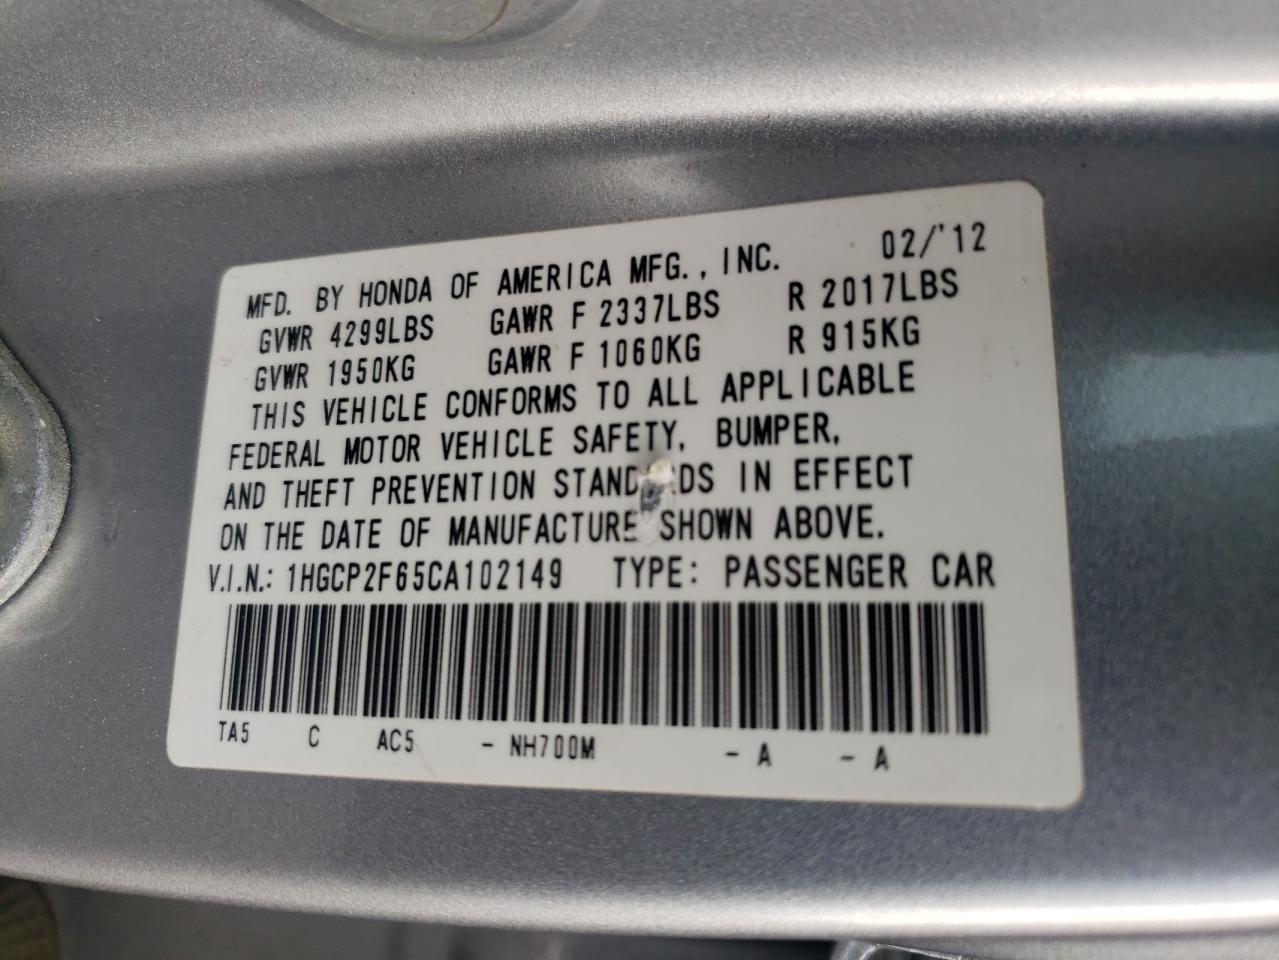 MFD. BY HONDA OF AMERICA MFG., INC. 02/'12
GVWR 4299LBS GAWR F 2337LBS R 2017LBS
GVWR 1950KG GAWR F 1060KG R 915KG
THIS VEHICLE CONFORMS TO ALL APPLICABLE
FEDERAL MOTOR VEHICLE SAFETY, BUMPER,
AND THEFT PREVENTION STANDARDS IN EFFECT
ON THE DATE OF MANUFACTURE SHOWN ABOVE.
V.I.N.: 1HGCP2F65CA102149 TYPE: PASSENGER CAR
TA5 C AC5 - NH700M - A - A